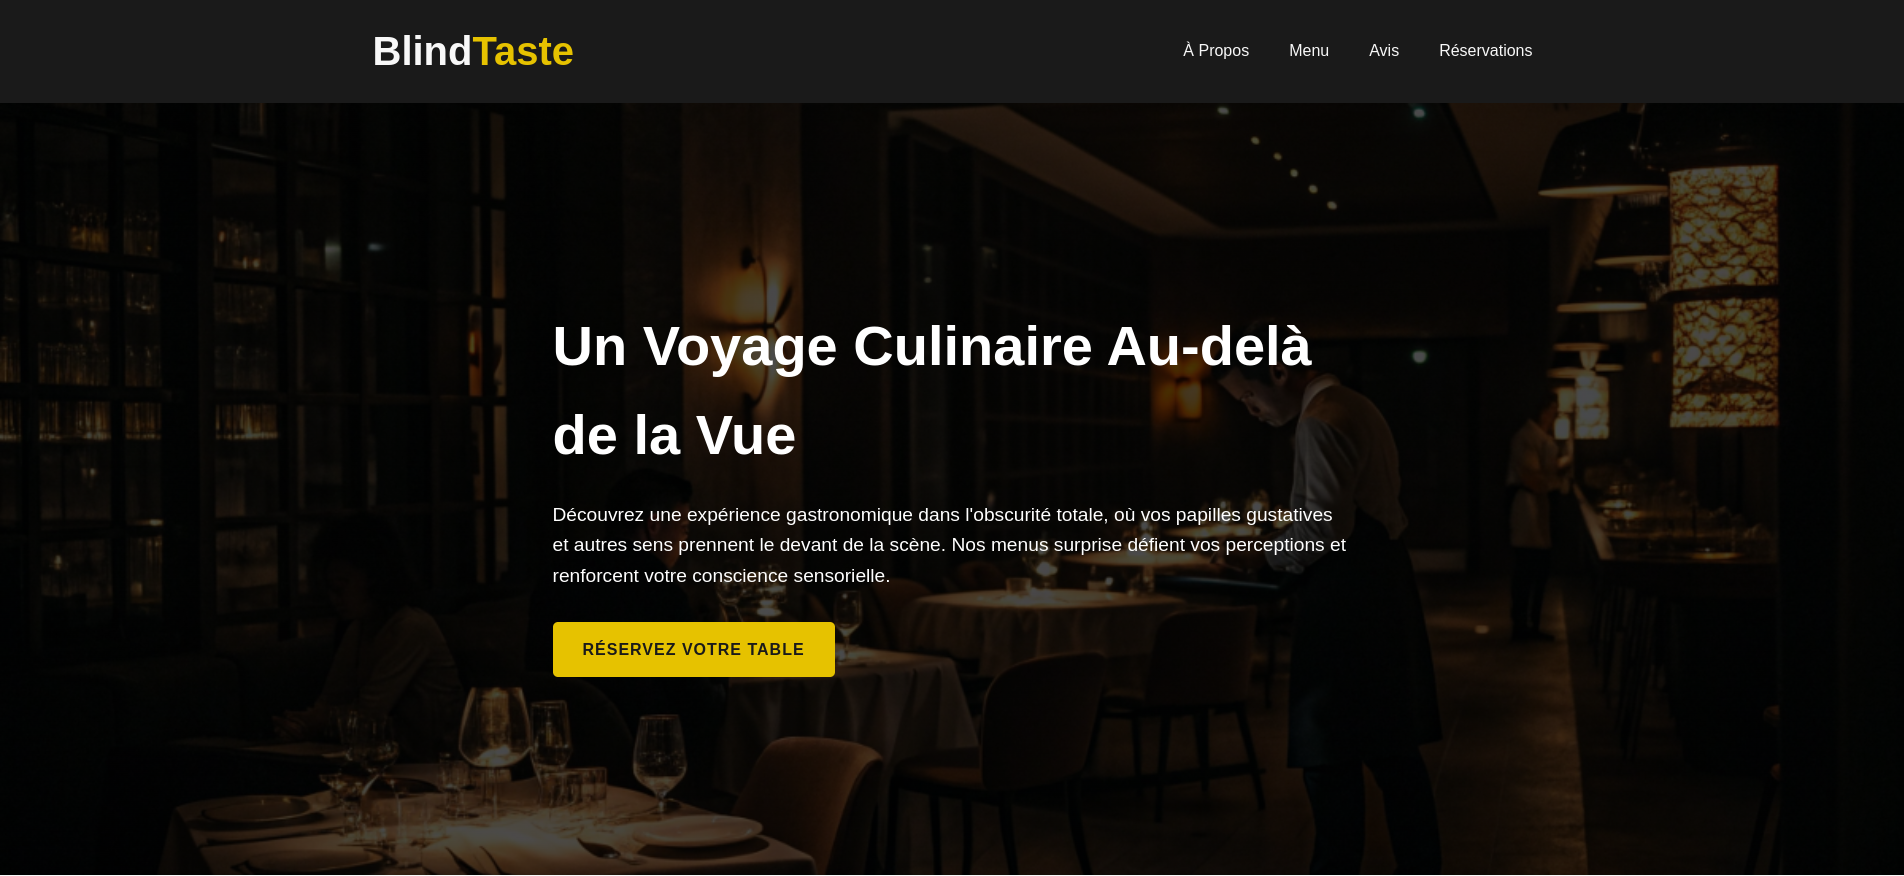 BlindTaste
À Propos Menu Avis Réservations
Un Voyage Culinaire Au-delà
de la Vue
Découvrez une expérience gastronomique dans l'obscurité totale, où vos papilles gustatives
et autres sens prennent le devant de la scène. Nos menus surprise défient vos perceptions et
renforcent votre conscience sensorielle.
RÉSERVEZ VOTRE TABLE